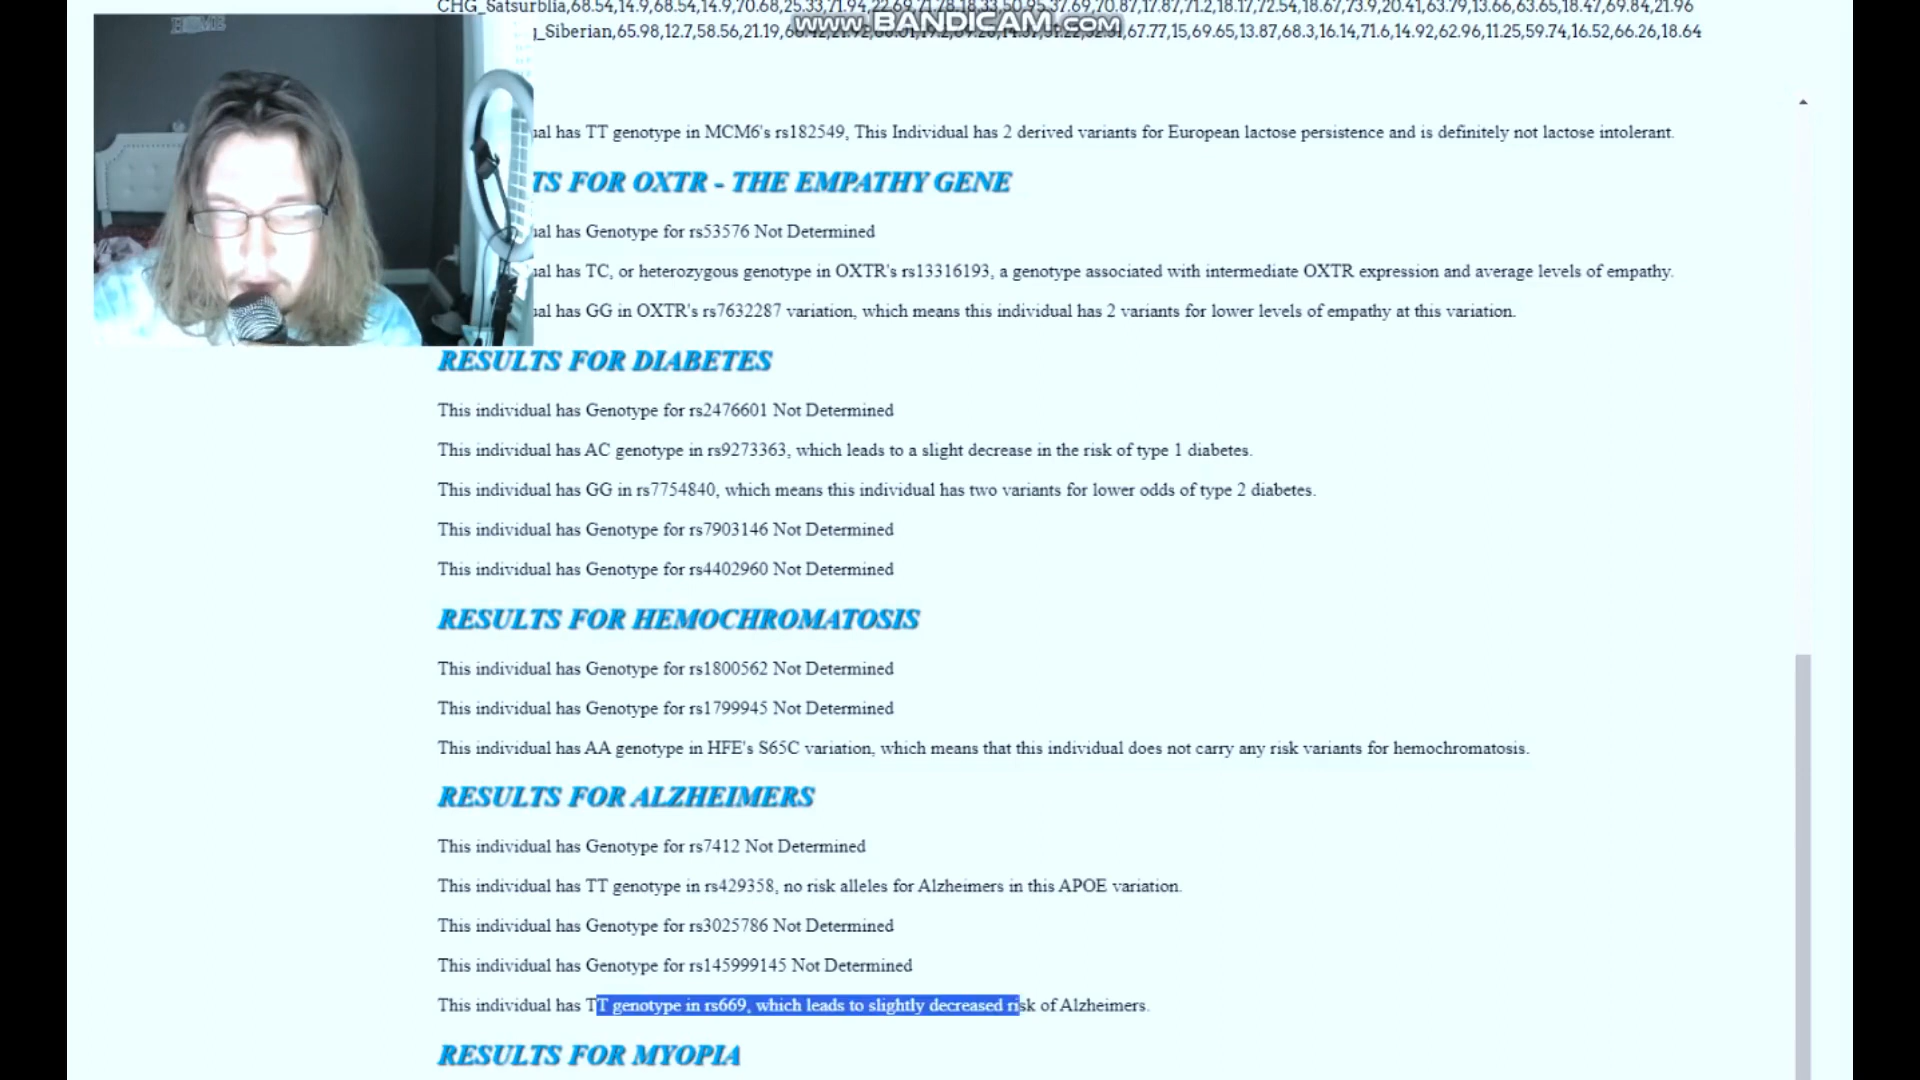 CHG_Satsurblia,68.54,14.9,68.54,14.9,70.68,25.33,71.94,22.69,71.78,18.33,50.95,37.69,70.87,17.87,71.2,18.17,72.54,18.67,73.9,20.41,63.79,13.66,63.65,18.47,69.84,21.96
www.BANDICAM.com
HOME
_Siberian,65.98,12.7,58.56,21.19, 67.77,15,69.65,13.87,68.3,16.14,71.6,14.92,62.96,11.25,59.74,16.52,66.26,18.64
ual has TT genotype in MCM6's rs182549, This Individual has 2 derived variants for European lactose persistence and is definitely not lactose intolerant.
TS FOR OXTR - THE EMPATHY GENE
ual has Genotype for rs53576 Not Determined
ual has TC, or heterozygous genotype in OXTR's rs13316193, a genotype associated with intermediate OXTR expression and average levels of empathy.
ual has GG in OXTR's rs7632287 variation, which means this individual has 2 variants for lower levels of empathy at this variation.
RESULTS FOR DIABETES
This individual has Genotype for rs2476601 Not Determined
This individual has AC genotype in rs9273363, which leads to a slight decrease in the risk of type 1 diabetes.
This individual has GG in rs7754840, which means this individual has two variants for lower odds of type 2 diabetes.
This individual has Genotype for rs7903146 Not Determined
This individual has Genotype for rs4402960 Not Determined
RESULTS FOR HEMOCHROMATOSIS
This individual has Genotype for rs1800562 Not Determined
This individual has Genotype for rs1799945 Not Determined
This individual has AA genotype in HFE's S65C variation, which means that this individual does not carry any risk variants for hemochromatosis.
RESULTS FOR ALZHEIMERS
This individual has Genotype for rs7412 Not Determined
This individual has TT genotype in rs429358, no risk alleles for Alzheimers in this APOE variation.
This individual has Genotype for rs3025786 Not Determined
This individual has Genotype for rs145999145 Not Determined
This individual has TT genotype in rs669, which leads to slightly decreased risk of Alzheimers.
RESULTS FOR MYOPIA